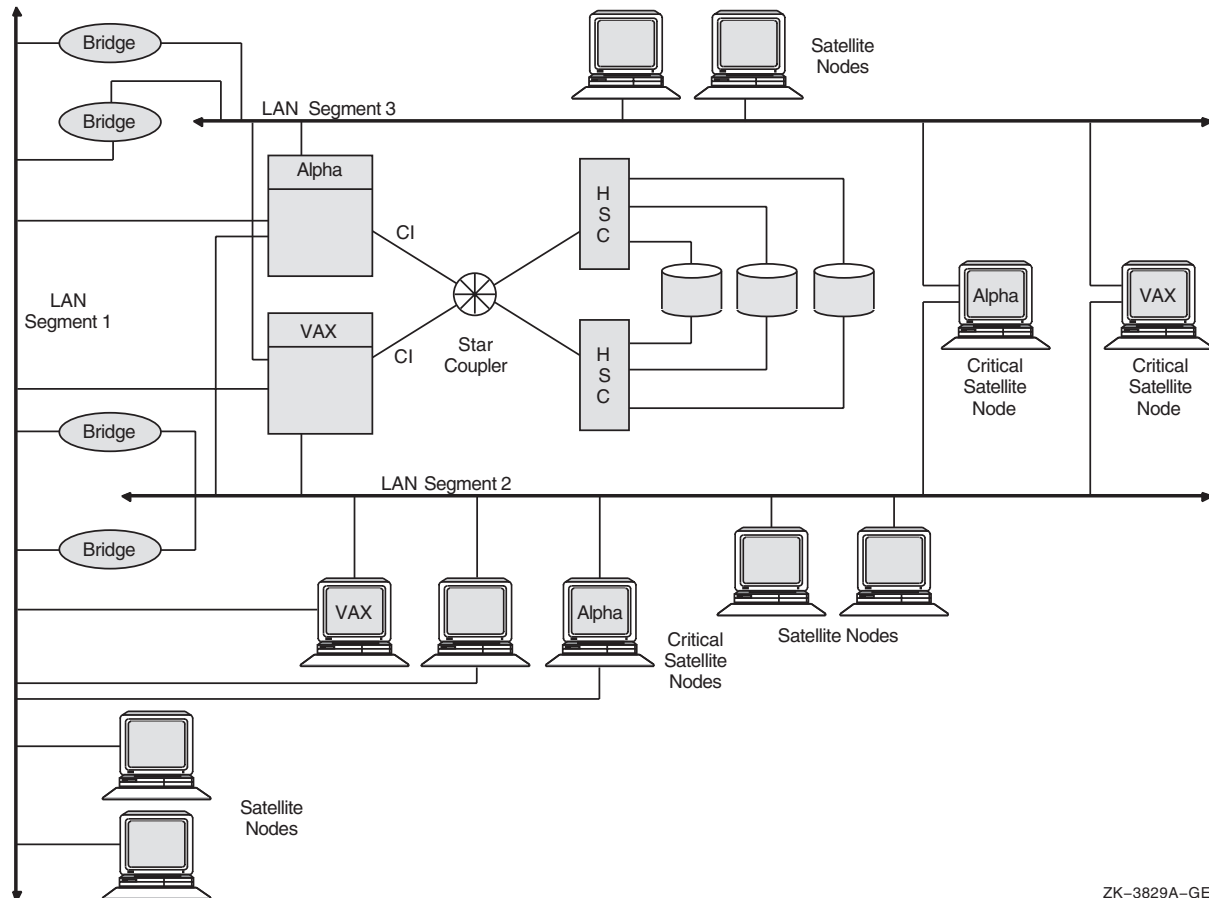 Bridge
Satellite
Nodes
Bridge
LAN Segment 3
Alpha
H
S
C
CI
LAN
Segment 1
Alpha
VAX
VAX
Star
Coupler
CI
H
S
C
Critical
Satellite
Node
Critical
Satellite
Node
Bridge
LAN Segment 2
Bridge
VAX
Alpha
Critical
Satellite
Nodes
Satellite Nodes
Satellite
Nodes
ZK–3829A–GE